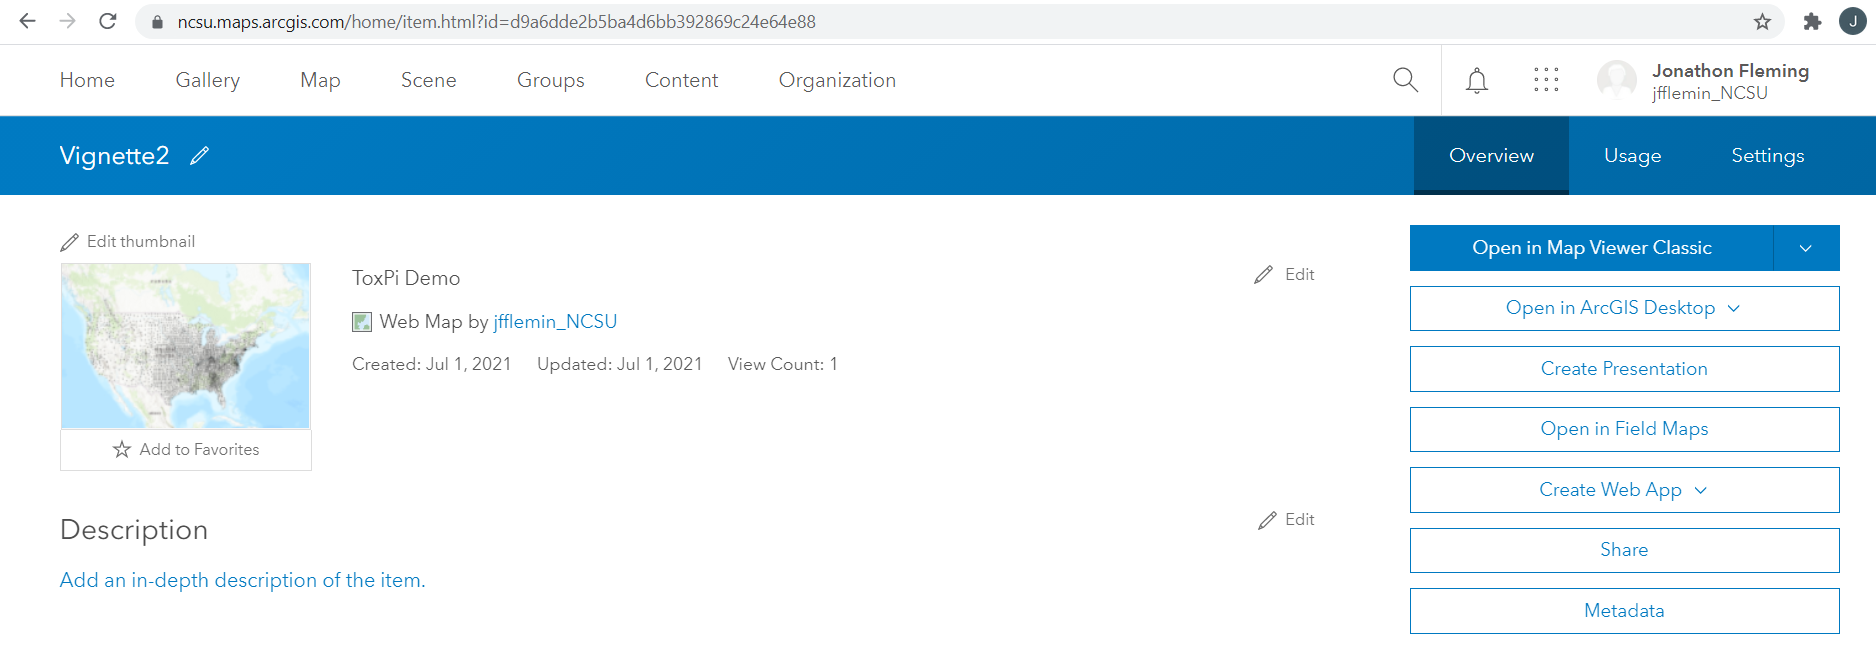 ncsu.maps.arcgis.com/home/item.html?id=d9a6dde2b5ba4d6bb392869c24e64e88
J
Home Gallery Map Scene Groups Content Organization
Jonathon Fleming
jfflemin_NCSU
Vignette2
Overview Usage Settings
Edit thumbnail
ToxPi Demo
Edit
Web Map by jfflemin_NCSU
Created: Jul 1, 2021 Updated: Jul 1, 2021 View Count: 1
Add to Favorites
Description
Edit
Add an in-depth description of the item.
Open in Map Viewer Classic
Open in ArcGIS Desktop
Create Presentation
Open in Field Maps
Create Web App
Share
Metadata